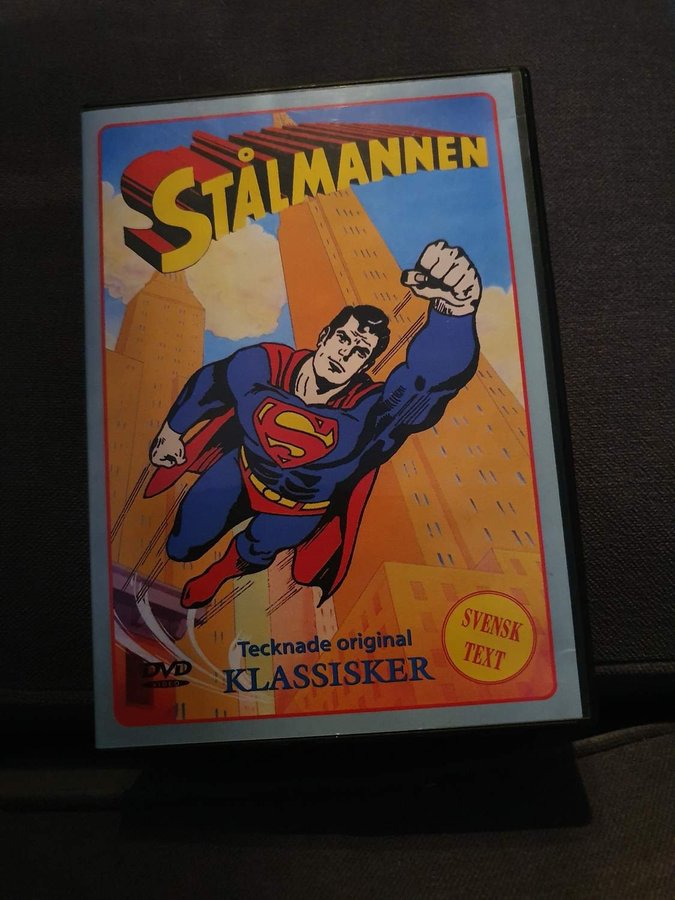 STÅLMANNEN
S
Tecknade original
KLASSISKER
DVD
VIDEO
SVENSK
TEXT